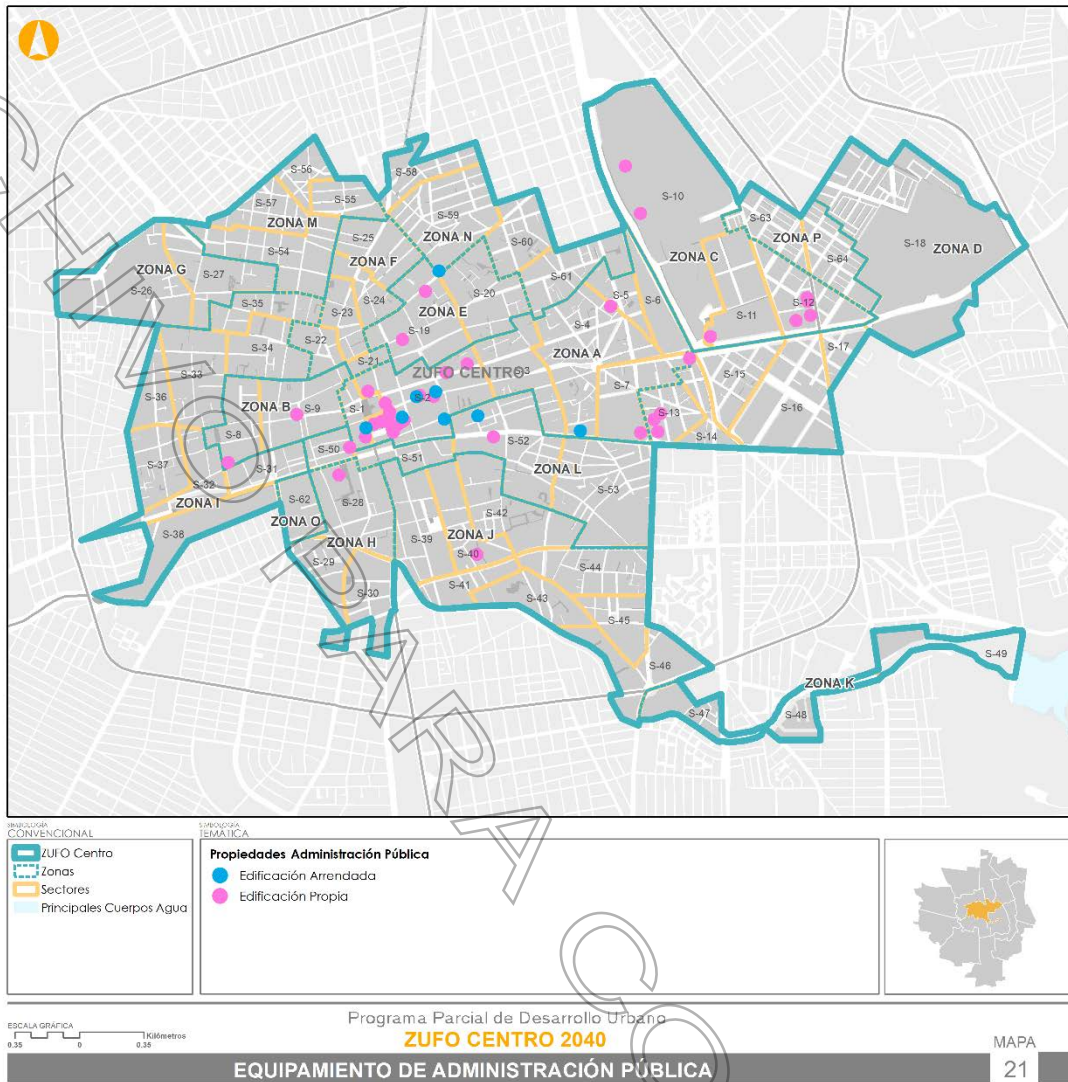 S-56
S-58
S-57
S-55
ZONA M
S-59
S-54
S-25
ZONA N
S-10
S-63
ZONA P
S-18
ZONA D
ZONA G
S-27
ZONA F
S-60
ZONA C
S-64
S-26
S-61
S-35
S-24
S-20
S-5
S-6
S-12
S-23
ZONA E
S-4
S-11
S-34
S-22
S-19
S-17
S-33
S-21
ZONA A
ZUFO CENTRO
S-3
S-7
S-15
S-36
ZONA B
S-9
S-1
S-2
S-16
S-13
S-8
S-50
S-52
S-14
S-37
S-31
S-51
ZONA L
S-32
S-28
S-53
ZONA I
S-62
S-42
ZONA O
S-38
S-39
ZONA J
ZONA H
S-29
S-40
S-44
S-30
S-41
S-43
S-45
S-46
S-49
ZONA K
S-47
S-48
SIMBOLOGÍA
CONVENCIONAL
ZUFO Centro
Zonas
Sectores
Principales Cuerpos Agua
SIMBOLOGÍA
TEMÁTICA
Propiedades Administración Pública
Edificación Arrendada
Edificación Propia
ESCALA GRÁFICA
Kilómetros
0.35 0 0.35
Programa Parcial de Desarrollo Urbano
ZUFO CENTRO 2040
EQUIPAMIENTO DE ADMINISTRACIÓN PÚBLICA
MAPA
21